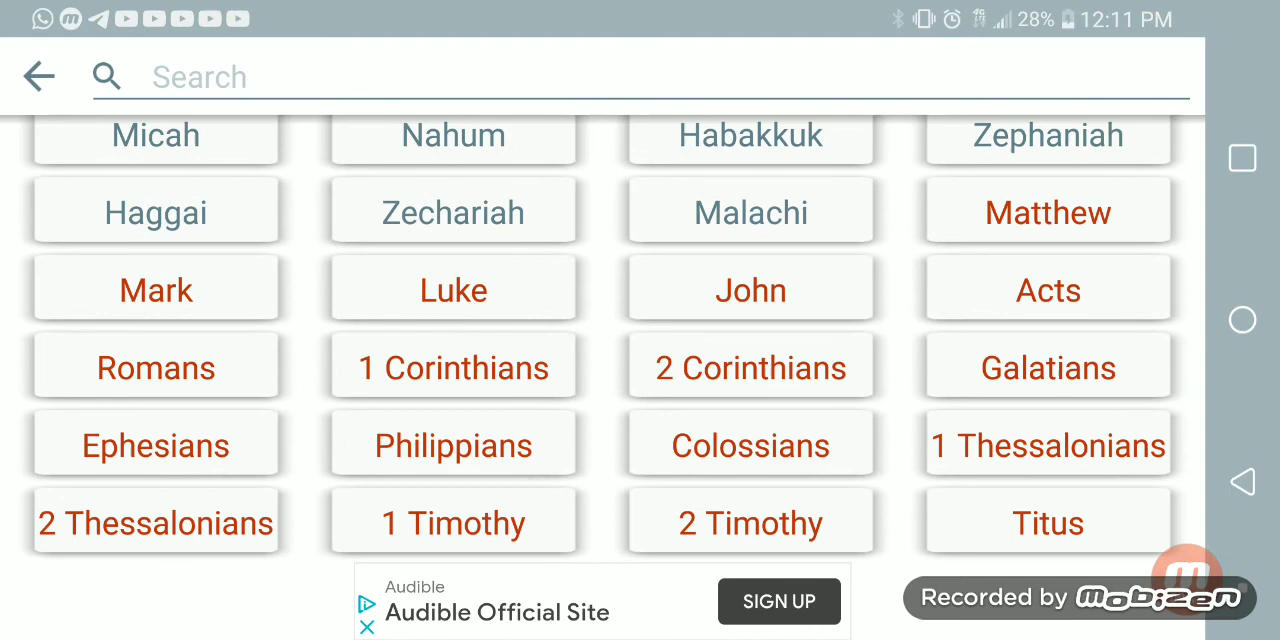 28% 12:11 PM
Search
Micah Nahum Habakkuk Zephaniah
Haggai Zechariah Malachi Matthew
Mark Luke John Acts
Romans 1 Corinthians 2 Corinthians Galatians
Ephesians Philippians Colossians 1 Thessalonians
2 Thessalonians 1 Timothy 2 Timothy Titus
Audible
Audible Official Site
SIGN UP
Recorded by mobizen